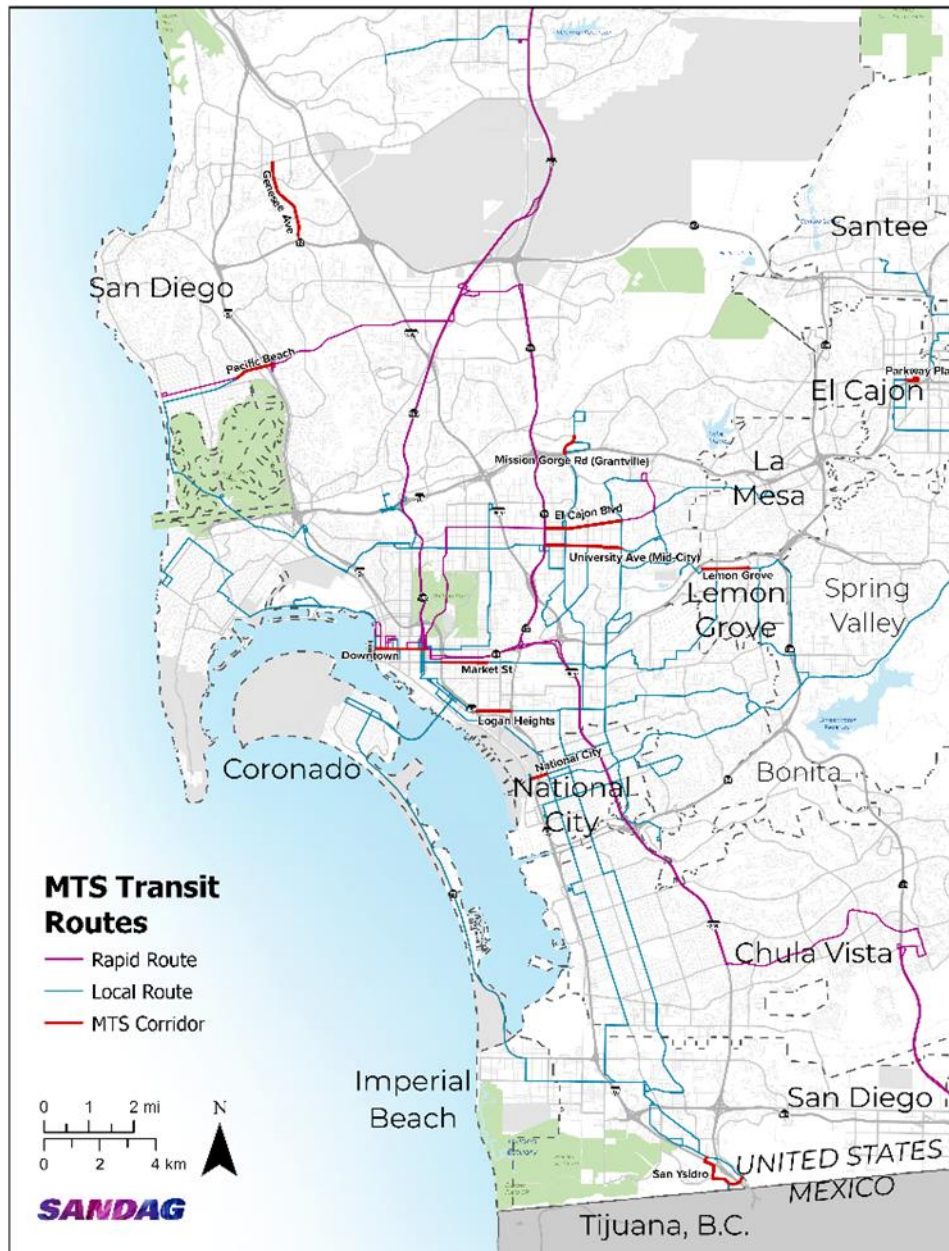 Santee
Genesee Ave
San Diego
Pacific Beach
Parkway Pla
El Cajon
Mission Gorge Rd (Grantville)
La
Mesa
El Cajon Blvd
University Ave (Mid-City)
Lemon Grove
Lemon
Grove
Spring
Valley
Downtown
Market St
Logan Heights
National City
National
City
Coronado
Bonita
MTS Transit
Routes
Rapid Route
Local Route
MTS Corridor
Chula Vista
Imperial
Beach
San Diego
0 1 2 mi
0 2 4 km
N
San Ysidro
UNITED STATES
MEXICO
SANDAG
Tijuana, B.C.